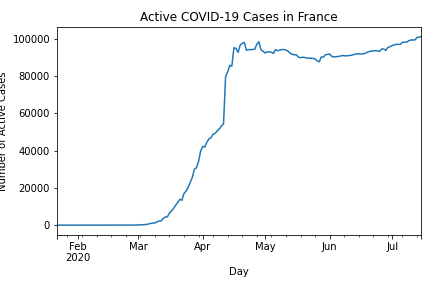 Active COVID-19 Cases in France
Number of Active Cases
100000
80000
60000
40000
20000
0
Feb Mar Apr May Jun Jul
2020
Day